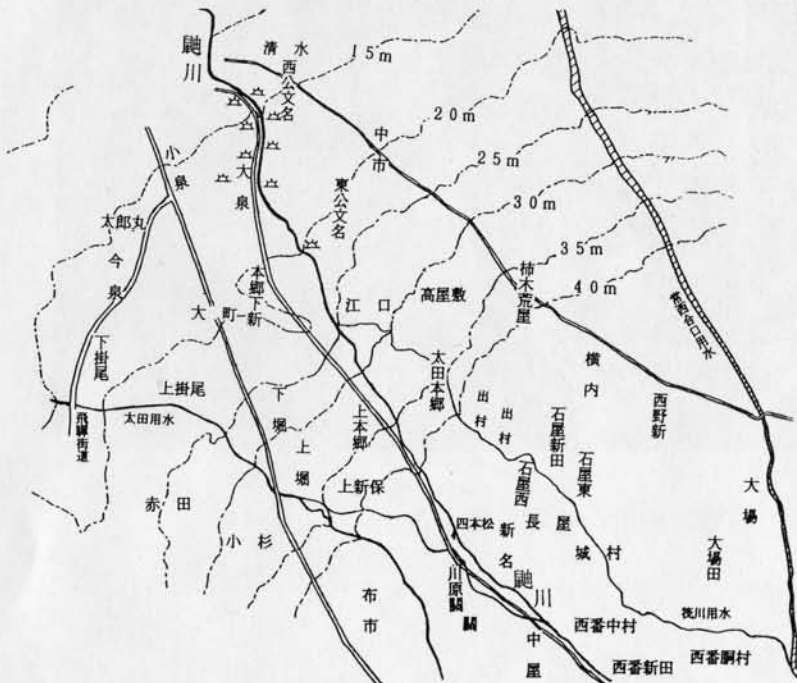 鼬川
清水
西公文名
15m
20m
25m
30m
35m
40m
中市
大泉
小泉
太郎丸
今泉
東公文名
本郷下新
江口
高屋敷
柿木荒屋
常西合口用水
大町
下掛尾
上掛尾
太田用水
飛騨街道
下堀
上堀
上本郷
太田本郷
出村
出村
横内
西野新
石屋新田
石屋東
石屋西
長屋
城村
上新保
赤田
小杉
四本松
新名
鼬川
大場
大場田
布市
川原
中屋
西番中村
筏川用水
西番新田